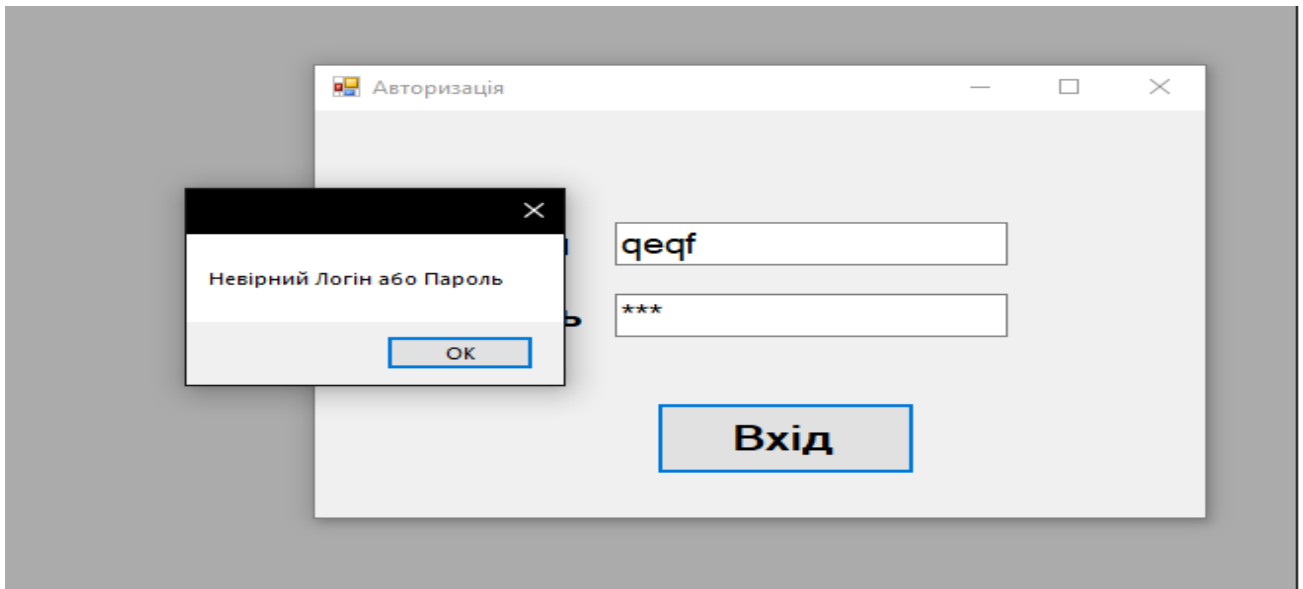 Авторизація
qeqf
Невірний Логін або Пароль
***
OK
Вхід